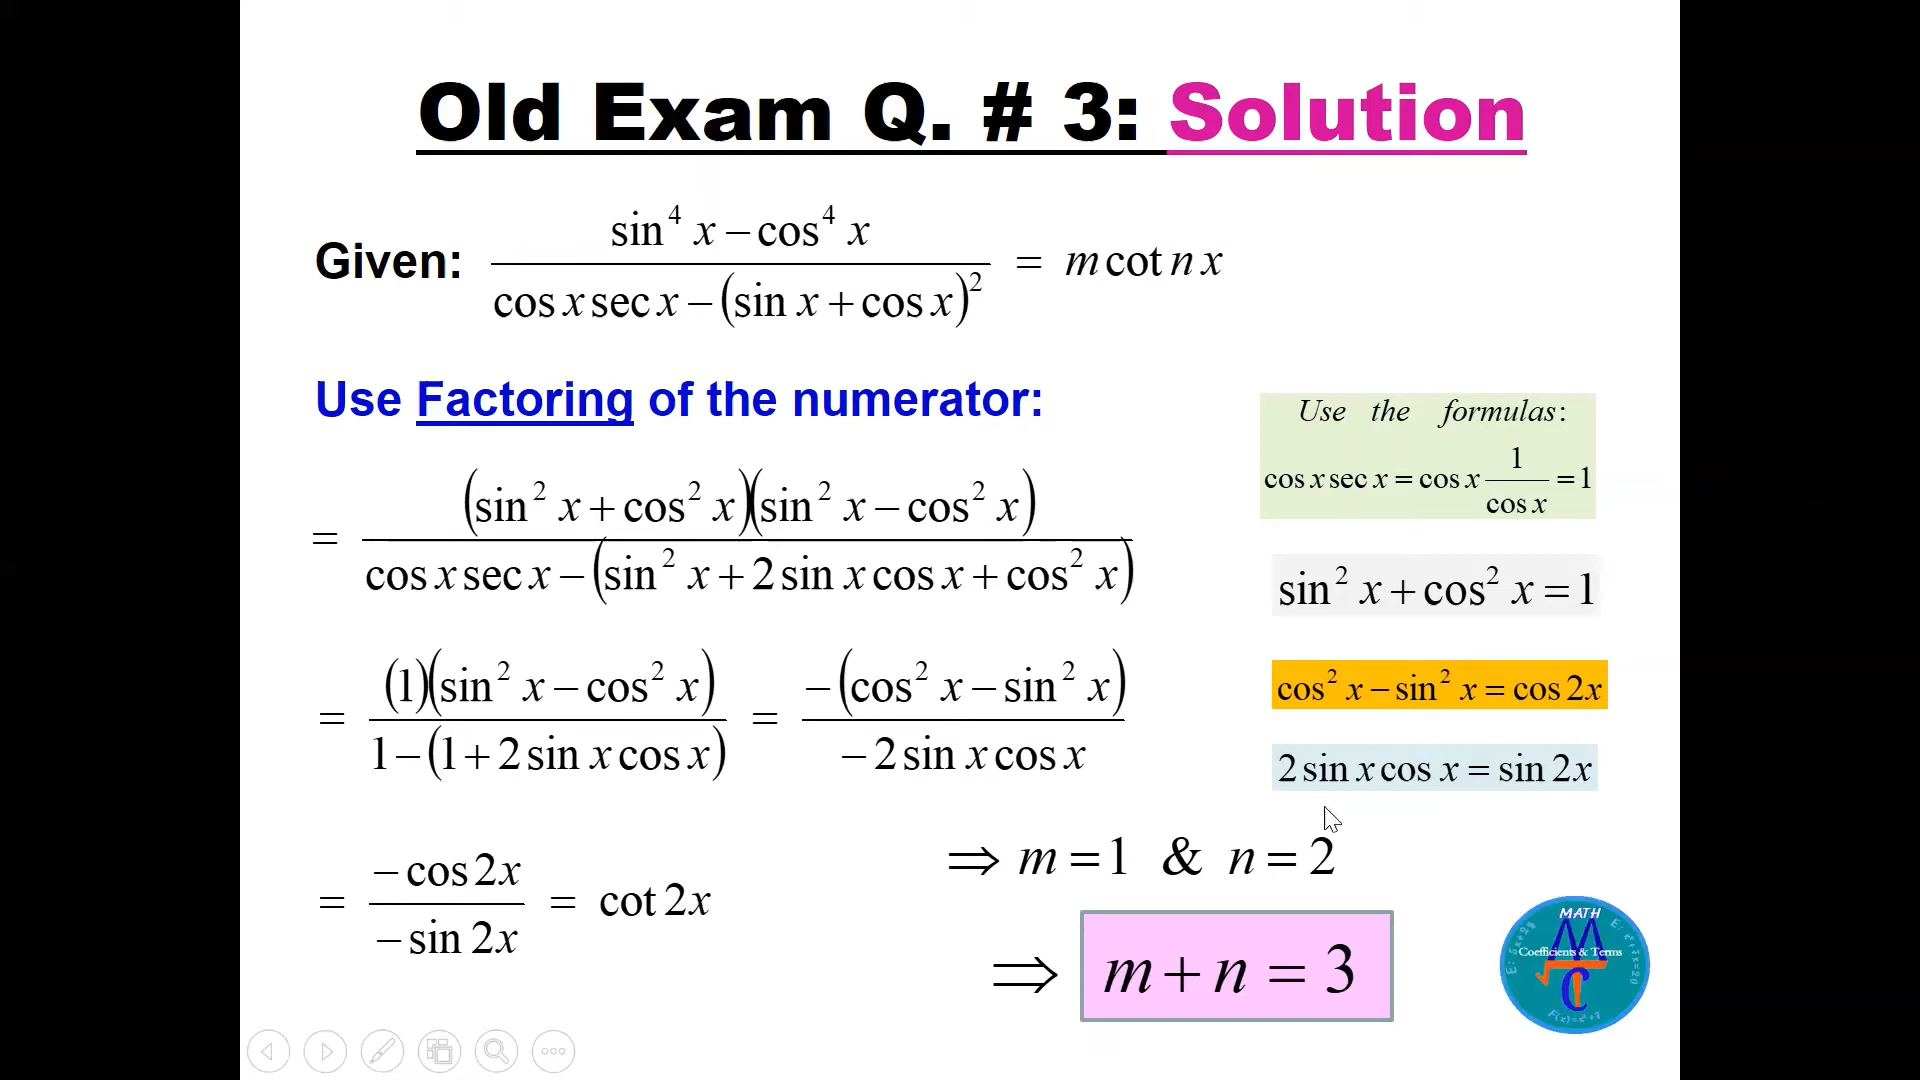 Old Exam Q. # 3: Solution
Given: (sin⁴ x − cos⁴ x) / (cos x sec x − (sin x + cos x)²) = m cot n x
Use Factoring of the numerator:
= (sin² x + cos² x)(sin² x − cos² x) / (cos x sec x − (sin² x + 2 sin x cos x + cos² x))
= (1)(sin² x − cos² x) / (1 − (1 + 2 sin x cos x)) = −(cos² x − sin² x) / (−2 sin x cos x)
= −cos 2x / −sin 2x = cot 2x
Use the formulas:
cos x sec x = cos x 1/cos x = 1
sin² x + cos² x = 1
cos² x − sin² x = cos 2x
2 sin x cos x = sin 2x
⇒ m = 1 & n = 2
⇒ m + n = 3
MATH
Coefficients & Terms